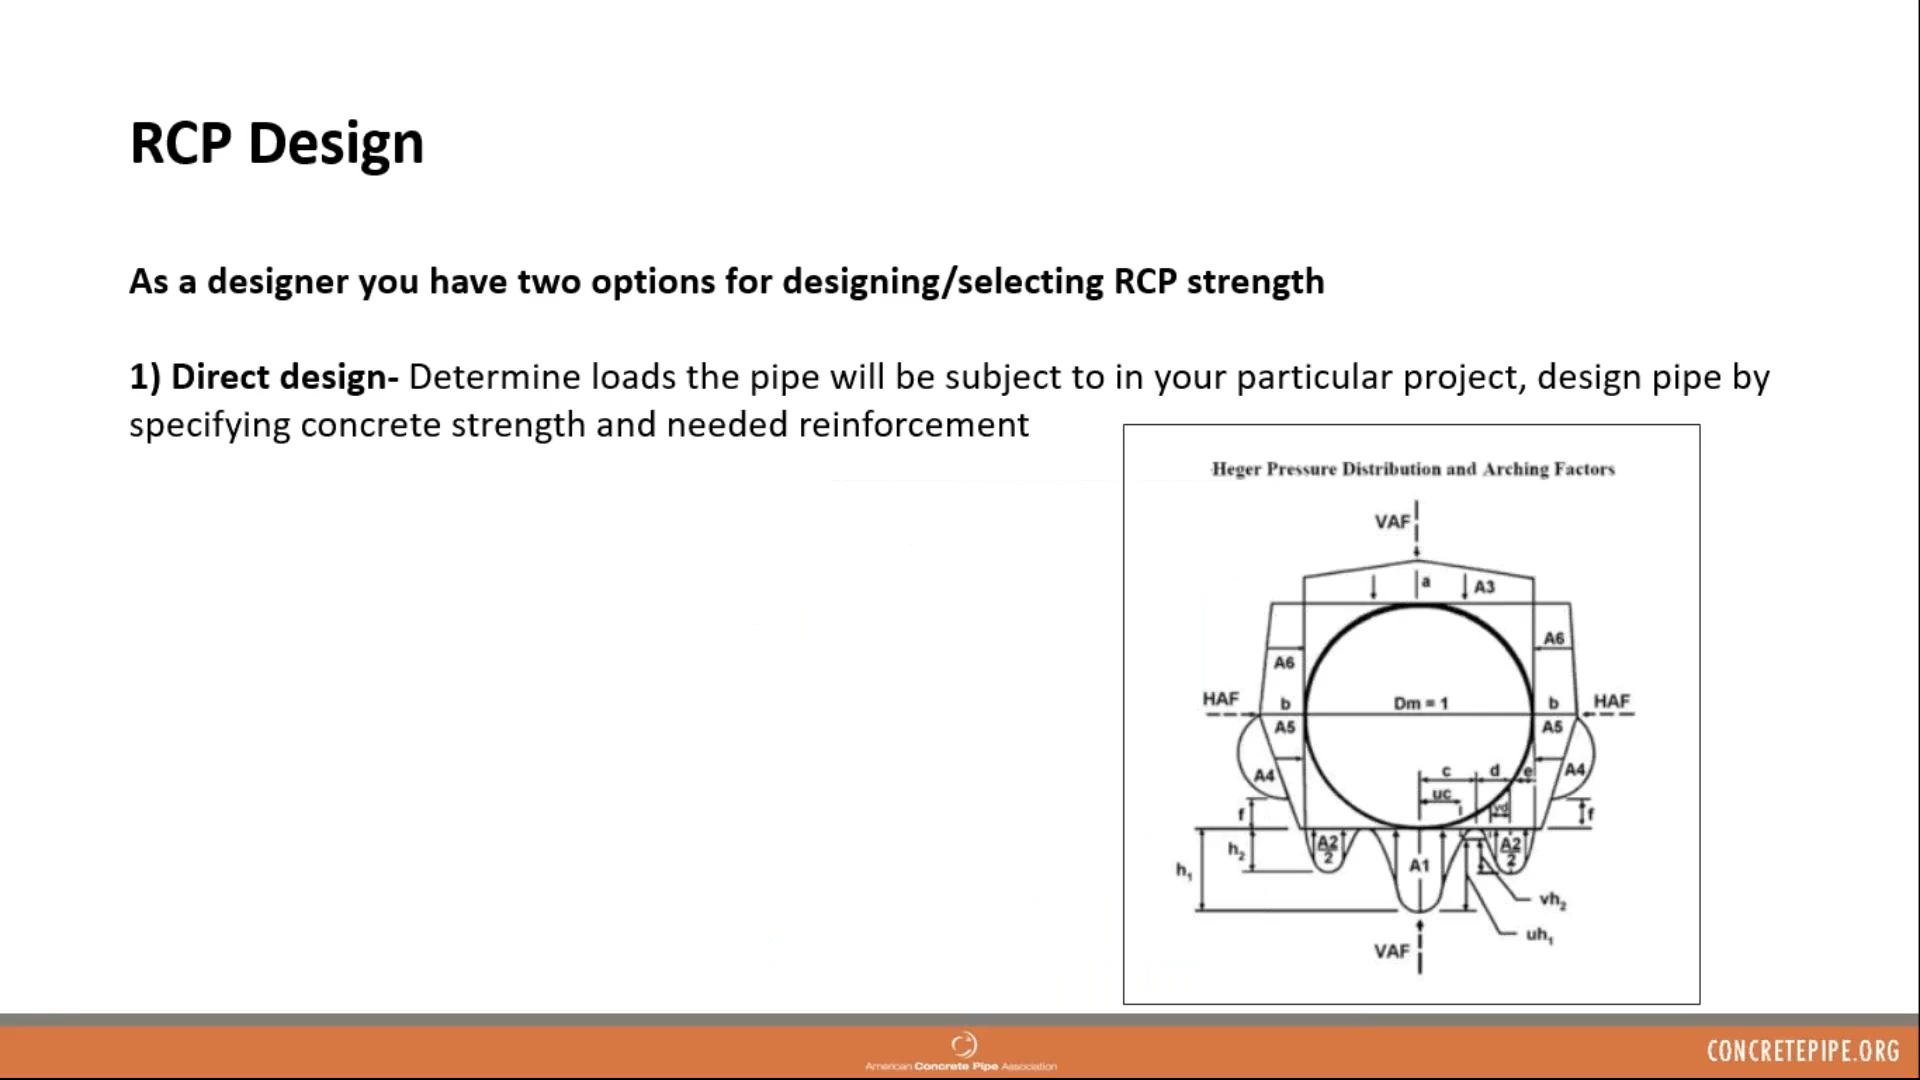 RCP Design
As a designer you have two options for designing/selecting RCP strength
1) Direct design- Determine loads the pipe will be subject to in your particular project, design pipe by
specifying concrete strength and needed reinforcement
Heger Pressure Distribution and Arching Factors
VAF
a
A3
A6
A6
HAF
b
Dm = 1
b
HAF
A5
A5
A4
c
d
e
A4
uc
vd
f
f
h₂
A2
2
A1
A2
2
h₁
vh₂
uh₁
VAF
American Concrete Pipe Association
CONCRETEPIPE.ORG